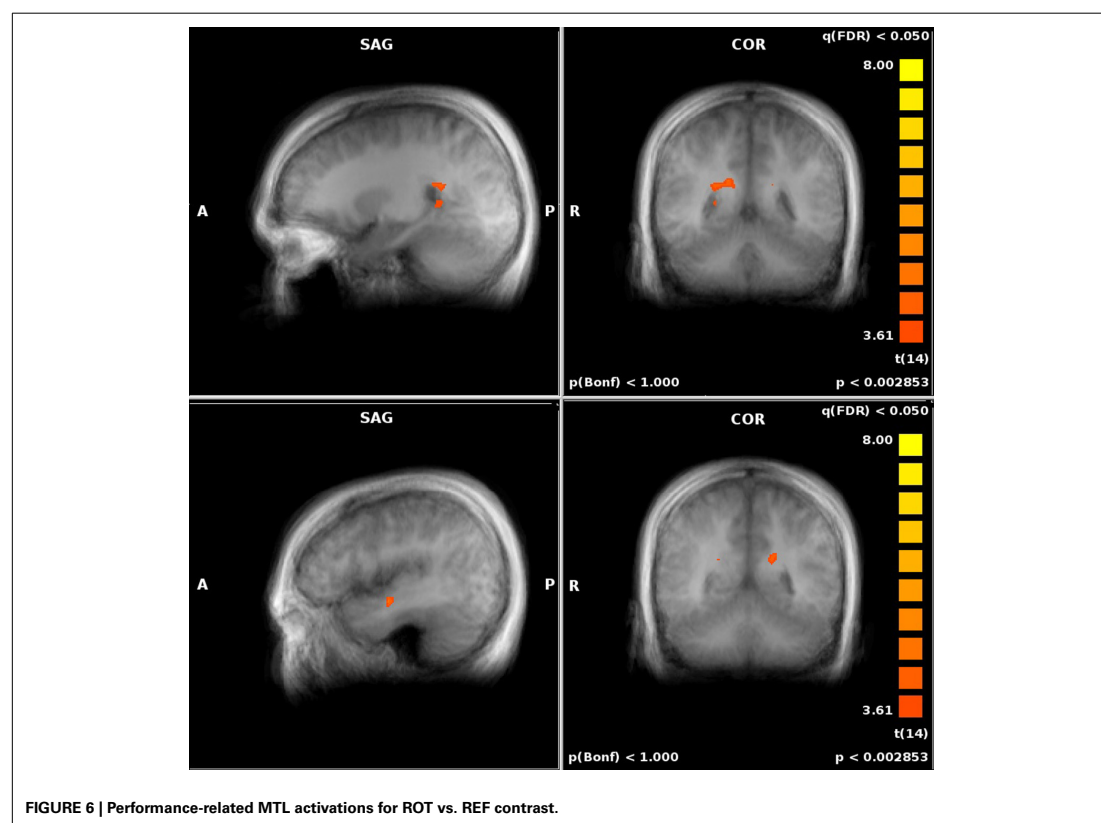 SAG
A
P
COR
q(FDR) < 0.050
8.00
R
3.61
t(14)
p(Bonf) < 1.000
p < 0.002853
SAG
A
P
COR
q(FDR) < 0.050
8.00
R
3.61
t(14)
p(Bonf) < 1.000
p < 0.002853
FIGURE 6 | Performance-related MTL activations for ROT vs. REF contrast.